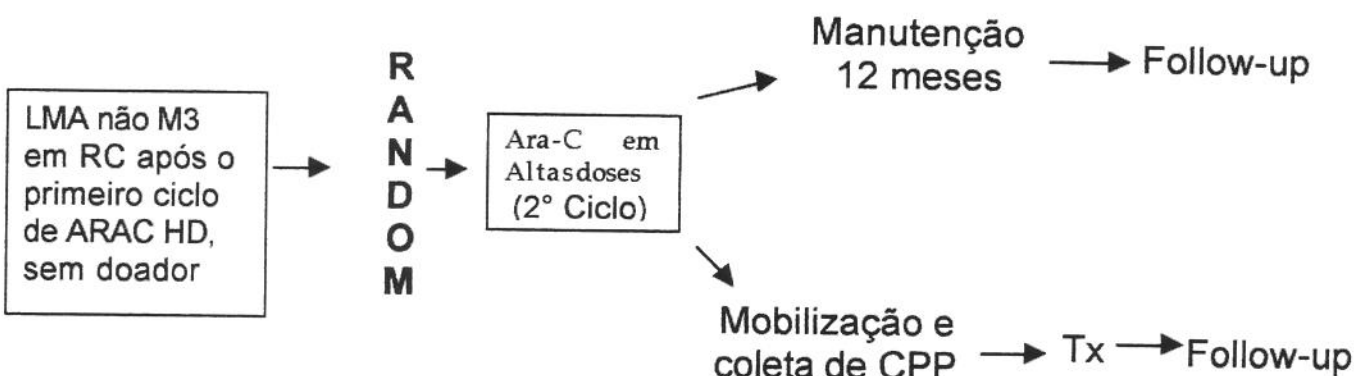 LMA não M3
em RC após o
primeiro ciclo
de ARAC HD,
sem doador
R
A
N
D
O
M
Ara-C em
Altasdoses
(2° Ciclo)
Manutenção
12 meses
Follow-up
Mobilização e
coleta de CPP
Tx
Follow-up